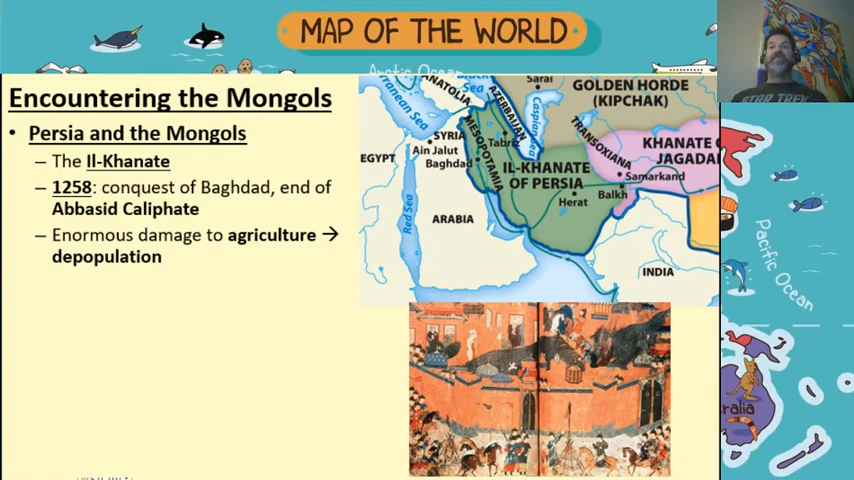 MAP OF THE WORLD
Arctic Ocean
STAR TREK
Encountering the Mongols
• Persia and the Mongols
– The Il-Khanate
– 1258: conquest of Baghdad, end of
Abbasid Caliphate
– Enormous damage to agriculture →
depopulation
ANATOLIA
Sea
Sarai
GOLDEN HORDE
(KIPCHAK)
AZERBAIJAN
Caspian
Sea
SYRIA
MESOPOTAMIA
Tabriz
TRANSOXIANA
KHANATE
JAGADAI
EGYPT
Ain Jalut
Baghdad
IL-KHANATE
OF PERSIA
Samarkand
Balkh
Herat
Red Sea
ARABIA
INDIA
Pacific
Ocean
ralia